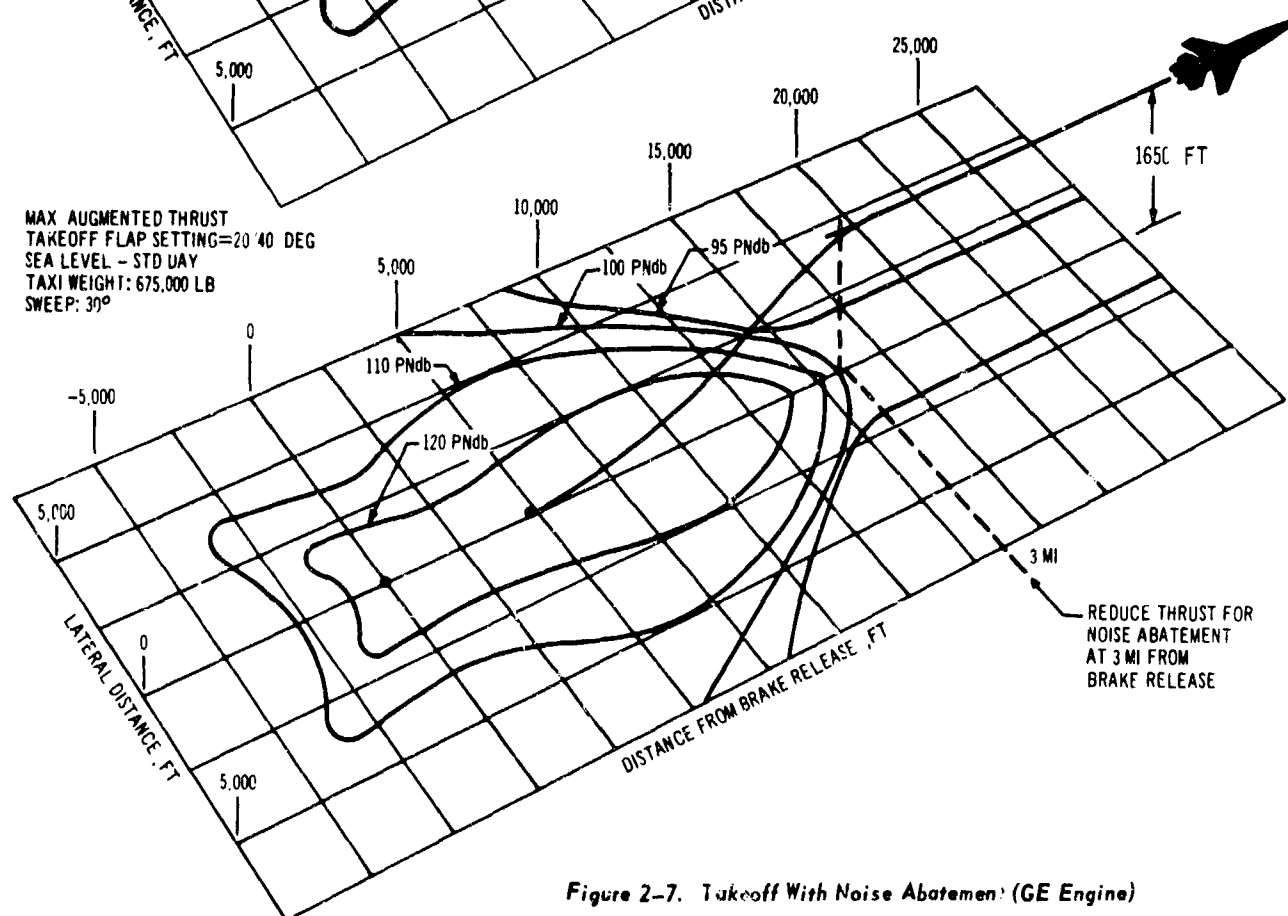 ANCE, FT
5,000
DIST
25,000
20,000
15,000
10,000
5,000
0
-5,000
1650 FT
MAX AUGMENTED THRUST
TAKEOFF FLAP SETTING=20/40 DEG
SEA LEVEL - STD DAY
TAXI WEIGHT: 675,000 LB
SWEEP: 30°
95 PNdb
100 PNdb
110 PNdb
120 PNdb
5,000
0
5,000
LATERAL DISTANCE, FT
DISTANCE FROM BRAKE RELEASE, FT
3 MI
REDUCE THRUST FOR
NOISE ABATEMENT
AT 3 MI FROM
BRAKE RELEASE
Figure 2-7. Takeoff With Noise Abatement (GE Engine)